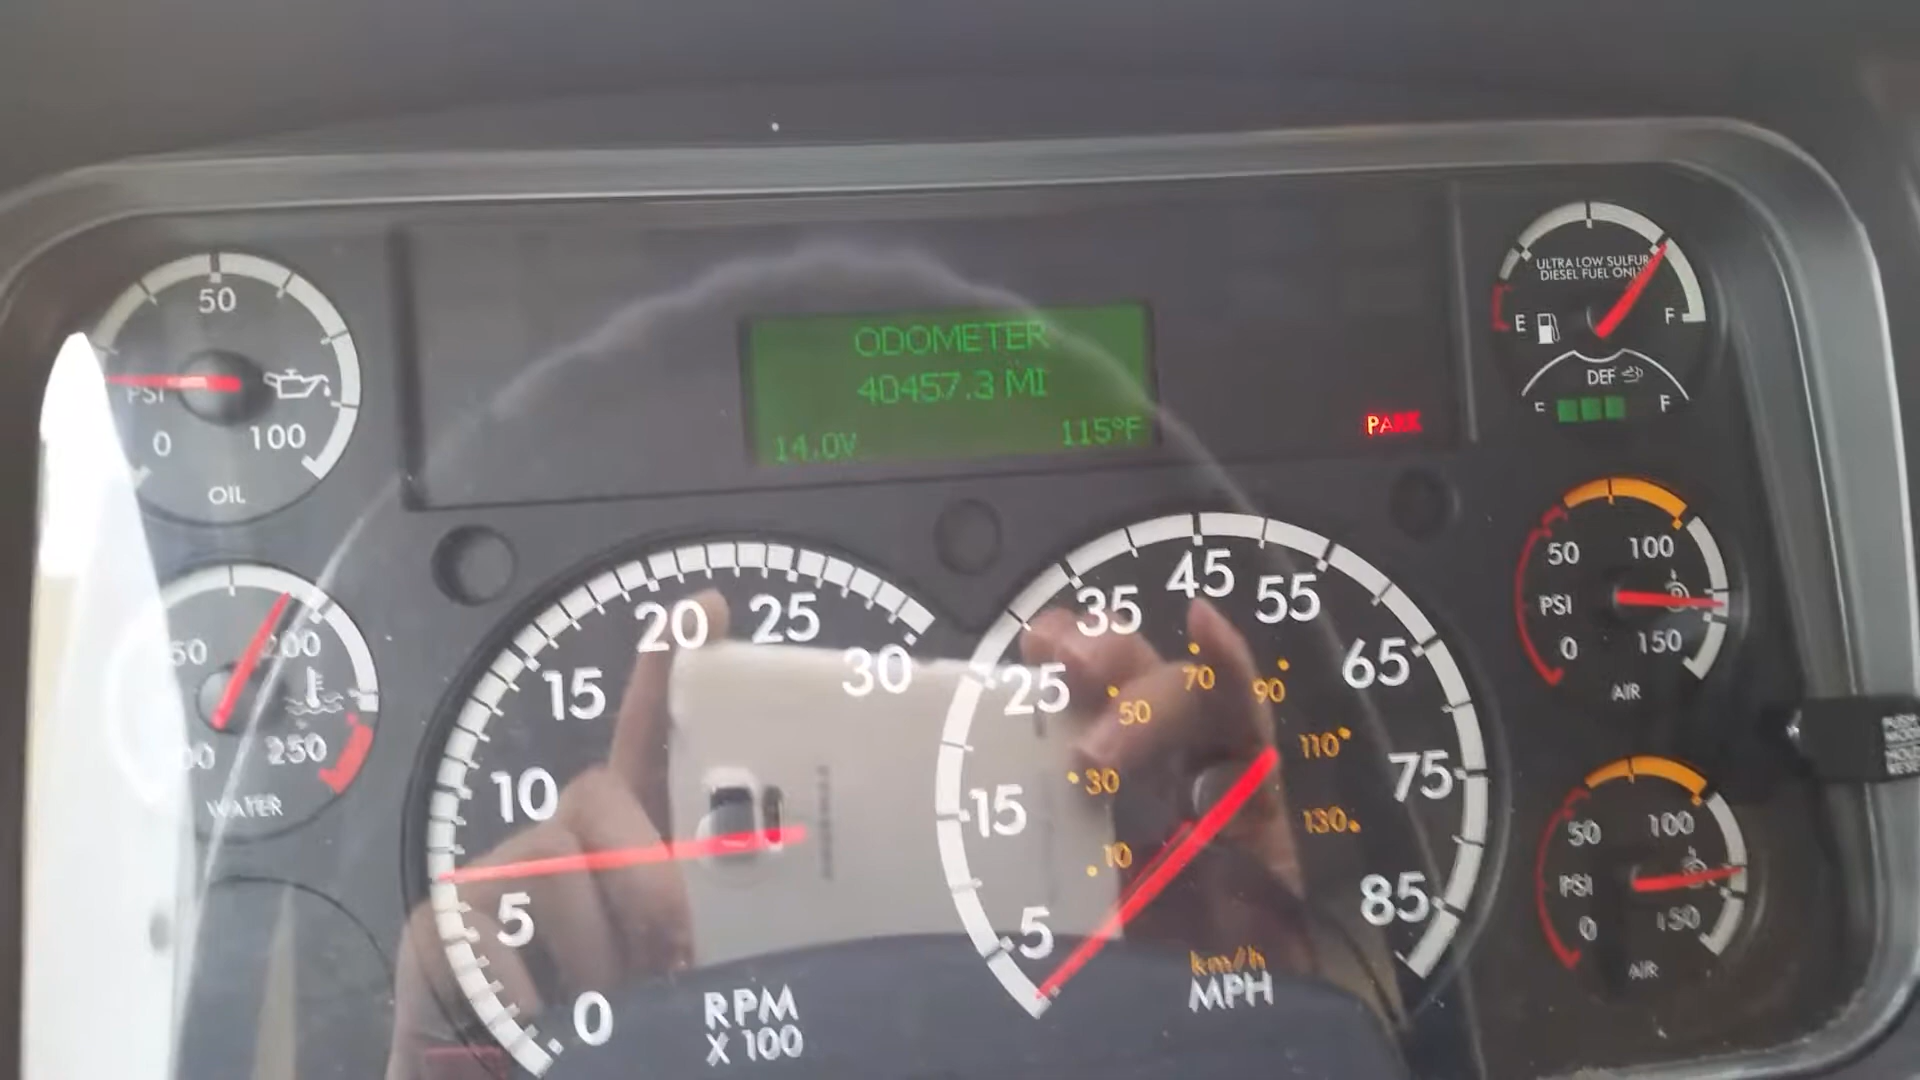 50
PSI
0
100
OIL
ODOMETER
40457.3 MI
14.0V
115°F
PARK
ULTRA LOW SULFUR
DIESEL FUEL ONLY
E
F
DEF
F
50
100
PSI
0
150
AIR
200
250
WATER
0
5
10
15
20
25
30
RPM
X 100
5
15
25
35
45
55
65
75
85
10
30
50
70
90
110
130
km/h
MPH
50
100
PSI
0
150
AIR